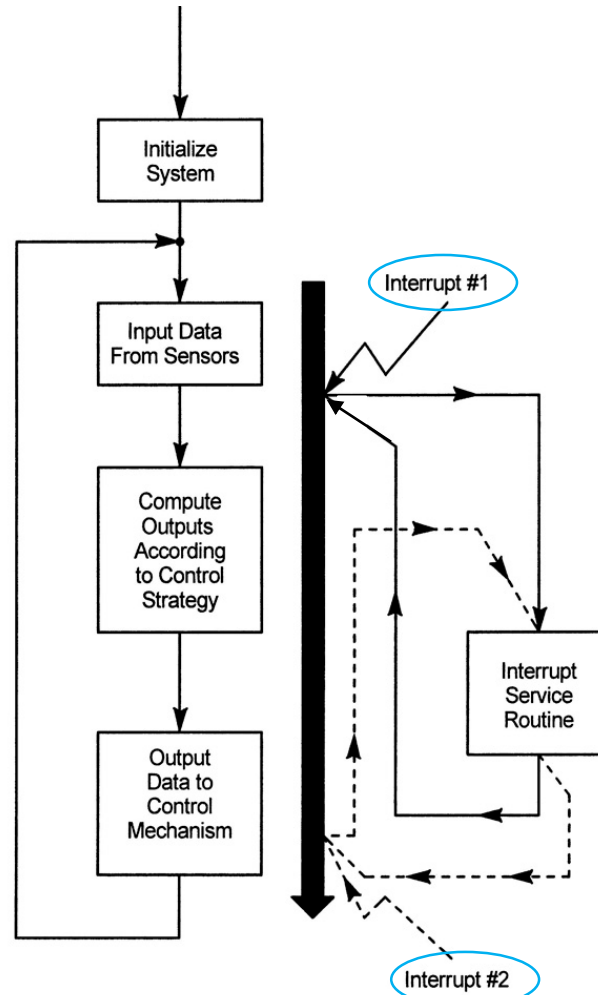 Initialize
System
Interrupt #1
Input Data
From Sensors
Compute
Outputs
According
to Control
Strategy
Interrupt
Service
Routine
Output
Data to
Control
Mechanism
Interrupt #2